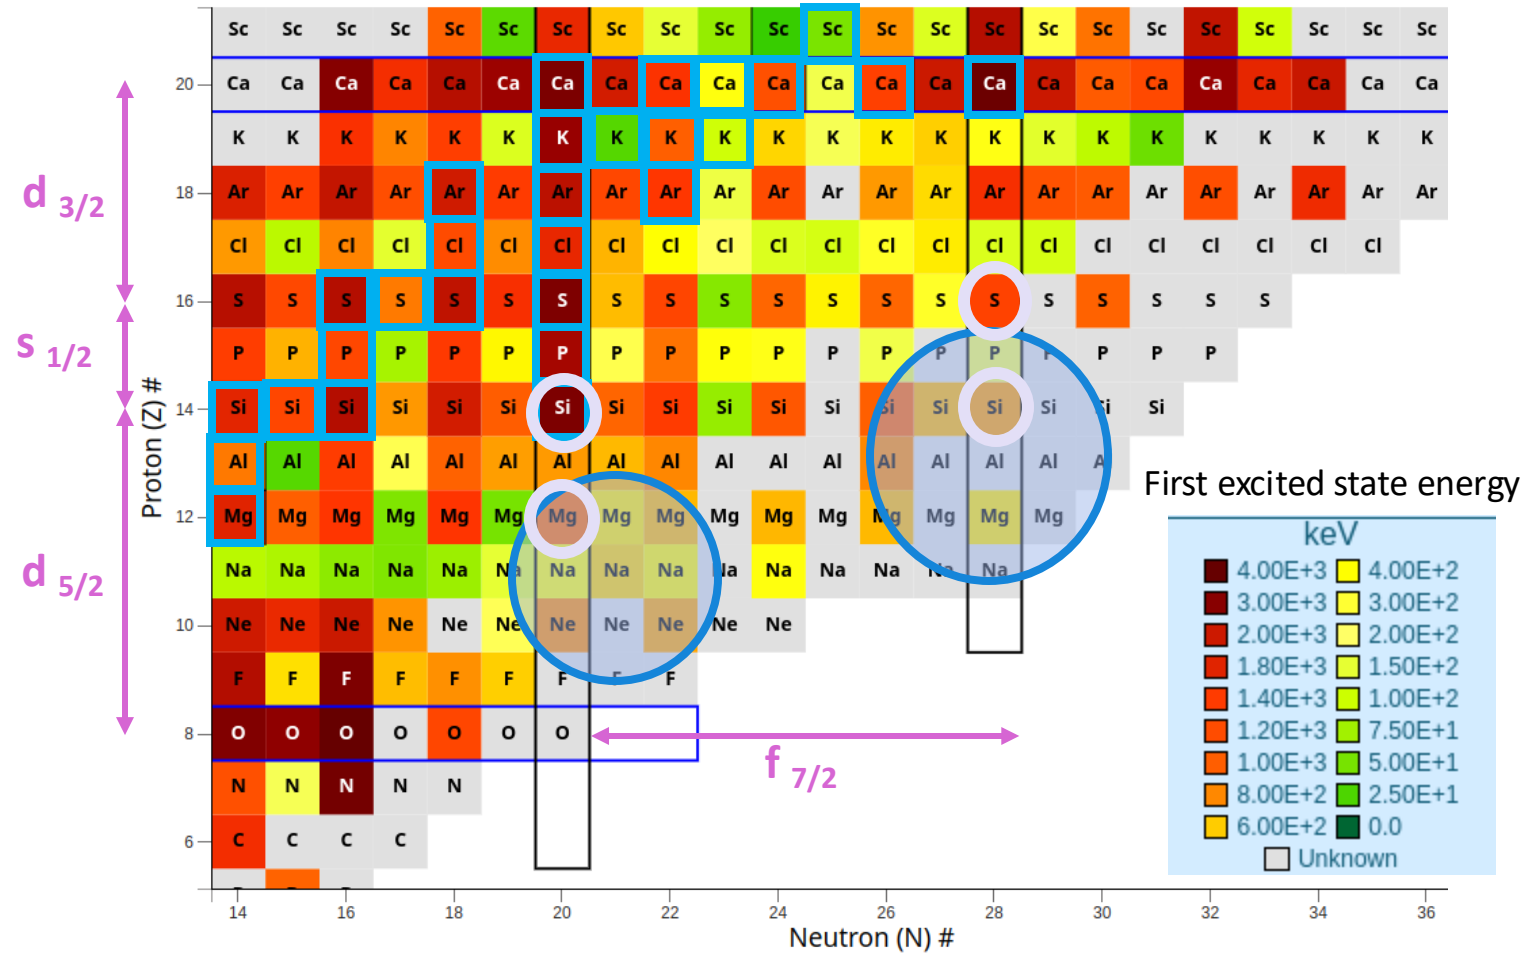 Sc Sc Sc Sc Sc Sc Sc Sc Sc Sc Sc Sc Sc Sc Sc Sc Sc Sc Sc Sc Sc Sc Sc
20 Ca Ca Ca Ca Ca Ca Ca Ca Ca Ca Ca Ca Ca Ca Ca Ca Ca Ca Ca Ca Ca Ca Ca
K K K K K K K K K K K K K K K K K K K K K K K
d 3/2
18 Ar Ar Ar Ar Ar Ar Ar Ar Ar Ar Ar Ar Ar Ar Ar Ar Ar Ar Ar Ar Ar Ar Ar
Cl Cl Cl Cl Cl Cl Cl Cl Cl Cl Cl Cl Cl Cl Cl Cl Cl Cl Cl Cl Cl Cl
16 S S S S S S S S S S S S S S S S S S S S
s 1/2
P P P P P P P P P P P P P P P P P P P
14 Si Si Si Si Si Si Si Si Si Si Si Si Si Si Si Si Si Si
Al Al Al Al Al Al Al Al Al Al Al Al Al Al Al Al Al
12 Mg Mg Mg Mg Mg Mg Mg Mg Mg Mg Mg Mg Mg Mg Mg Mg
d 5/2
Na Na Na Na Na Na Na Na Na Na Na Na Na Na Na
10 Ne Ne Ne Ne Ne Ne Ne Ne Ne Ne Ne
F F F F F F F F F
8 O O O O O O O
f 7/2
N N N N N
6 C C C C
Proton (Z) #
14 16 18 20 22 24 26 28 30 32 34 36
Neutron (N) #
First excited state energy
keV
4.00E+3 4.00E+2
3.00E+3 3.00E+2
2.00E+3 2.00E+2
1.80E+3 1.50E+2
1.40E+3 1.00E+2
1.20E+3 7.50E+1
1.00E+3 5.00E+1
8.00E+2 2.50E+1
6.00E+2 0.0
Unknown